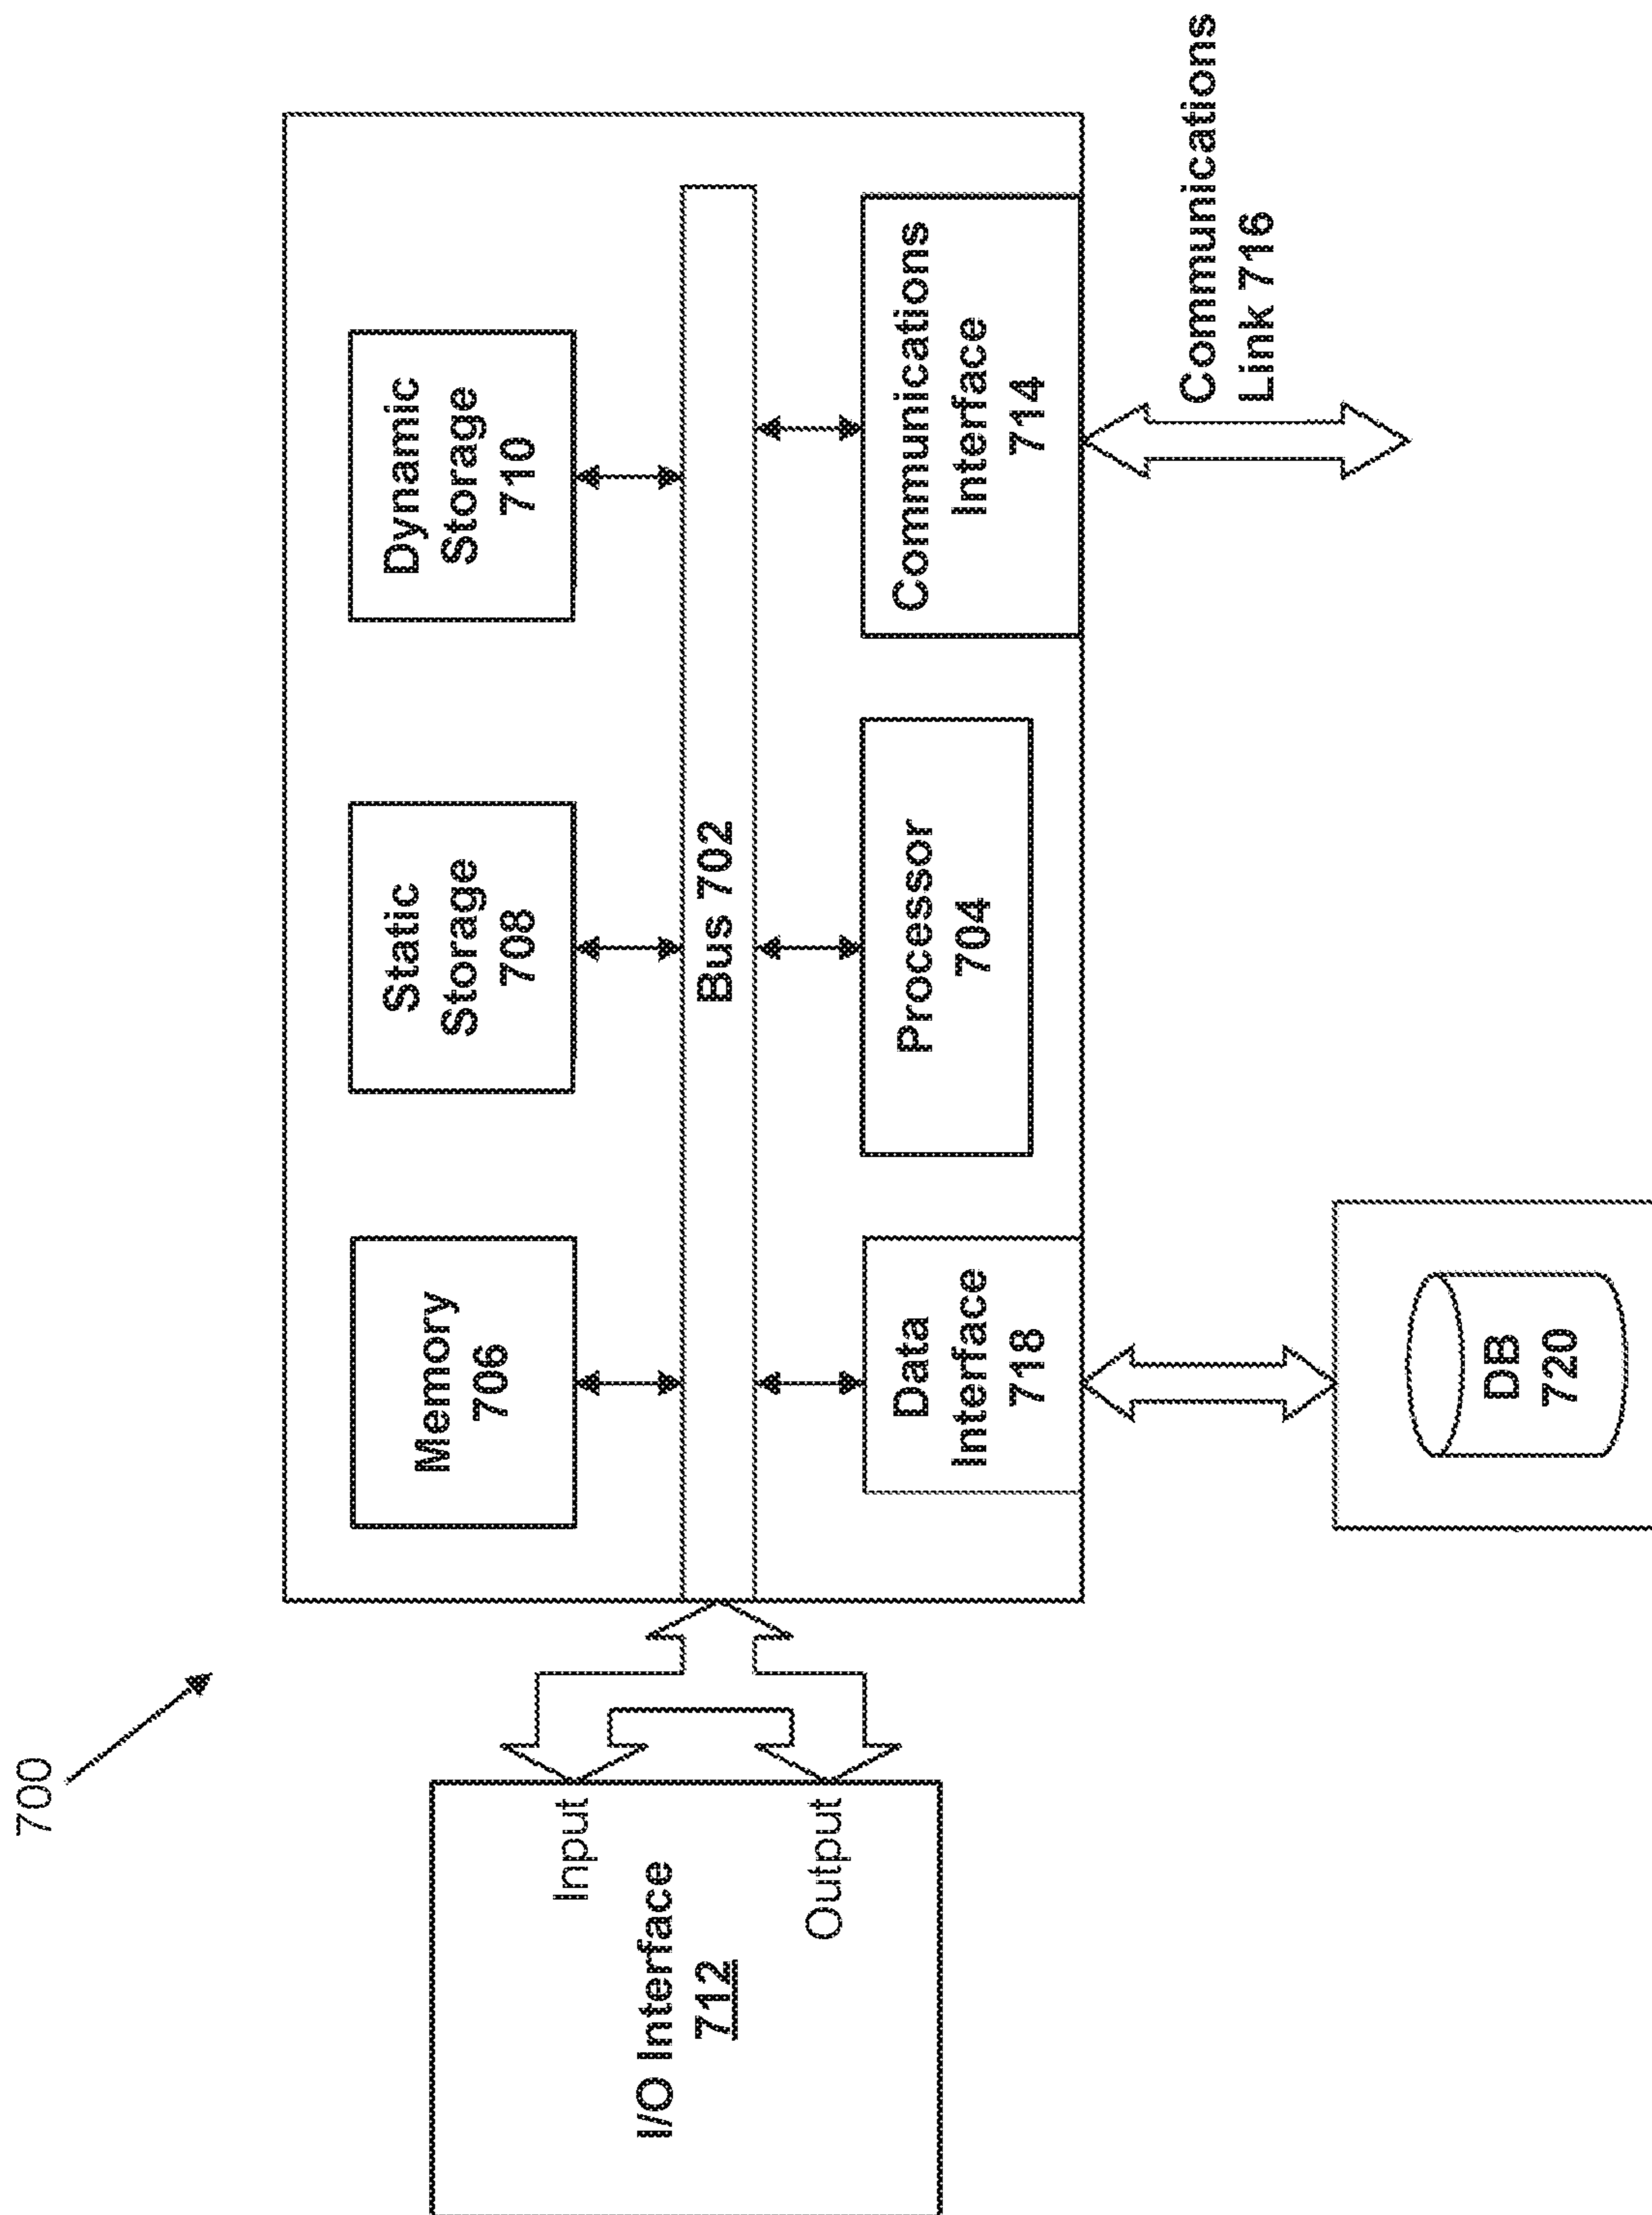 700
Memory
706
Static
Storage
708
Dynamic
Storage
710
I/O Interface
712
Input
Output
Bus 702
Data
Interface
718
Processor
704
Communications
Interface
714
Communications
Link 716
DB
720